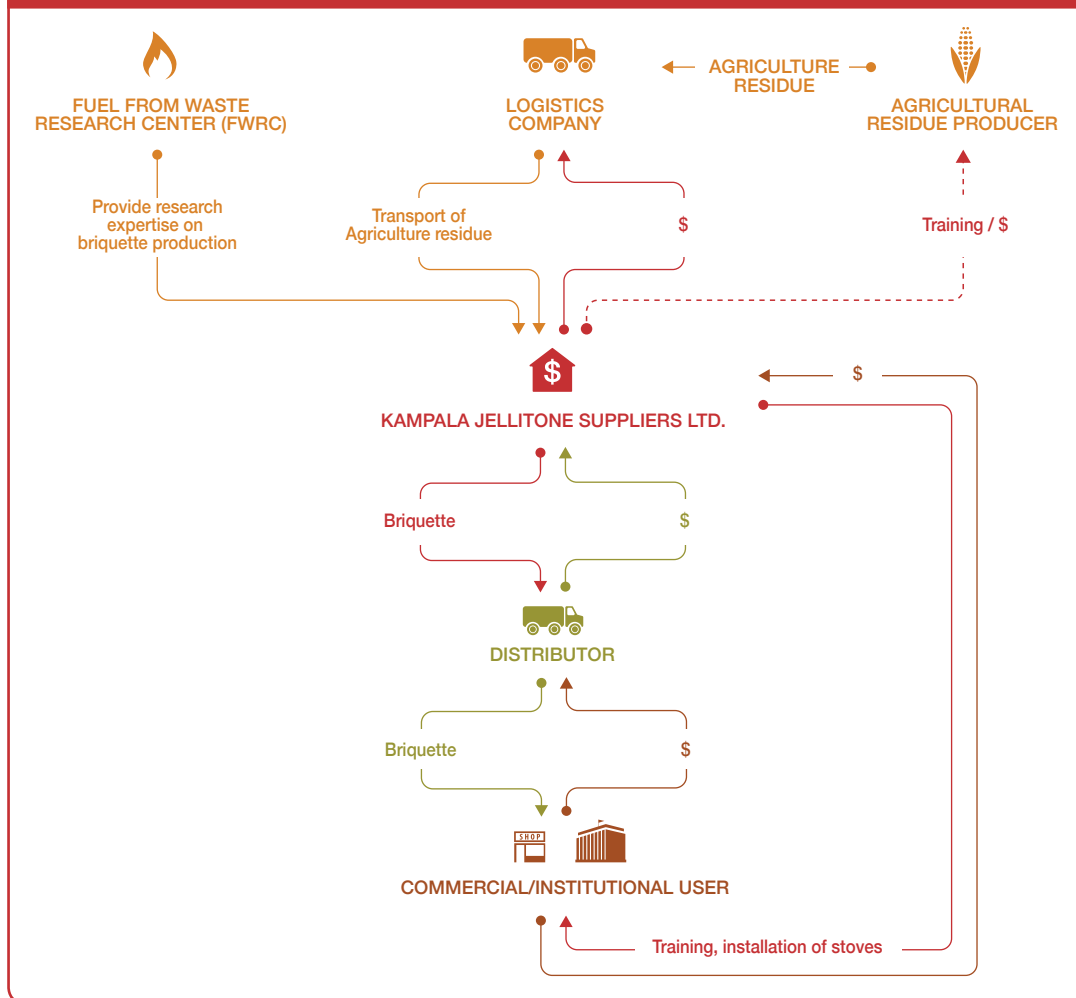 FUEL FROM WASTE
RESEARCH CENTER (FWRC)
LOGISTICS
COMPANY
AGRICULTURE
RESIDUE
AGRICULTURAL
RESIDUE PRODUCER
Provide research
expertise on
briquette production
Transport of
Agriculture residue
$
Training / $
$
KAMPALA JELLITONE SUPPLIERS LTD.
$
Briquette
$
DISTRIBUTOR
Briquette
$
SHOP
COMMERCIAL/INSTITUTIONAL USER
Training, installation of stoves